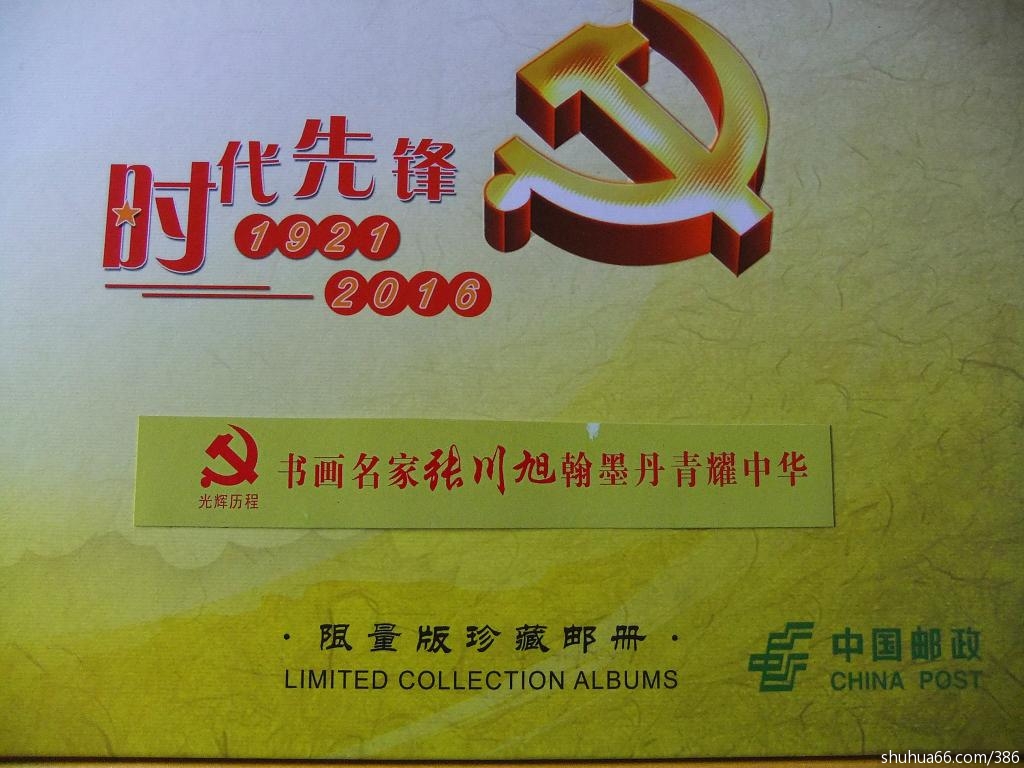 时代先锋
1921
2016
书画名家张川旭翰墨丹青耀中华
光辉历程
·限量版珍藏邮册·
LIMITED COLLECTION ALBUMS
中国邮政
CHINA POST
shuhua66.com/386